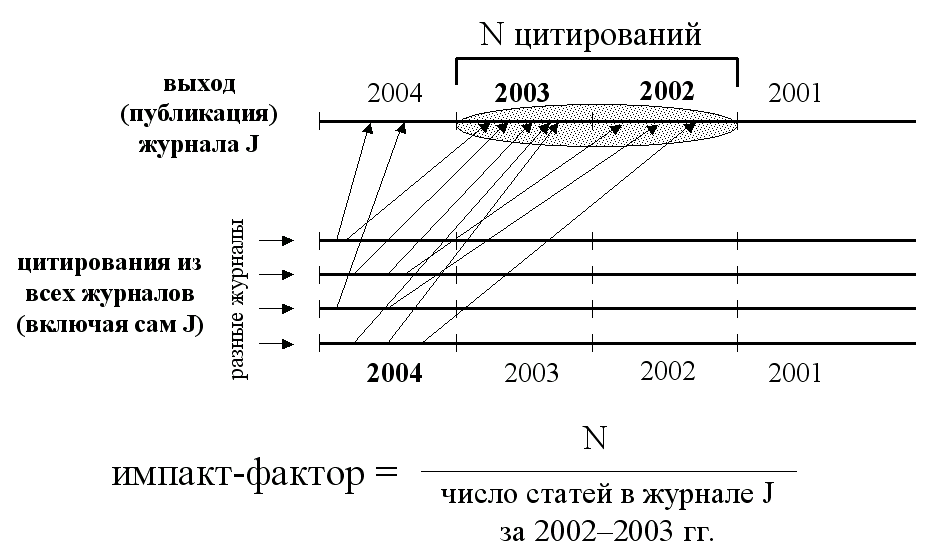 N цитирований
выход
(публикация)
журнала J
2004 2003 2002 2001
разные журналы
цитирования из
всех журналов
(включая сам J)
2004 2003 2002 2001
импакт-фактор =
N
число статей в журнале J
за 2002–2003 гг.